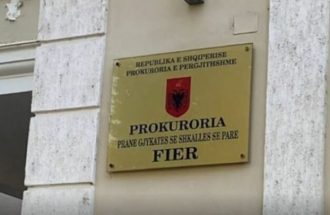 REPUBLIKA E SHQIPERISE
PROKURORIA E PERGJITHSHME
PROKURORIA
PRANE GJYKATES SE SHKALLES SE PARE
FIER